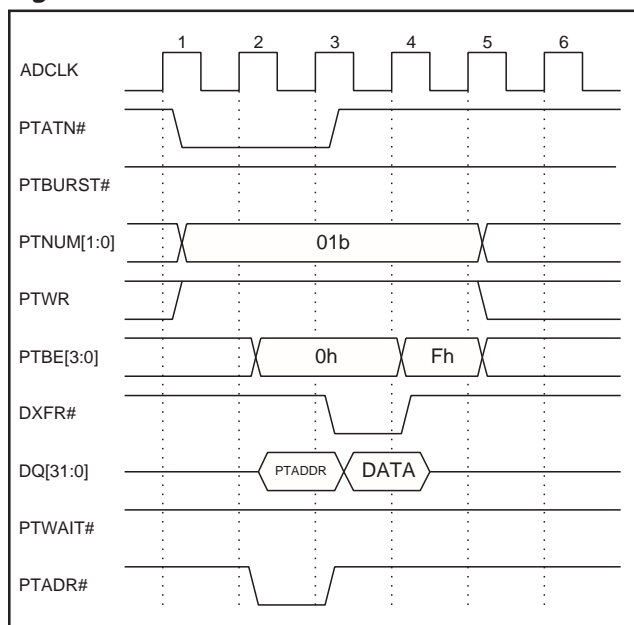 1 2 3 4 5 6
ADCLK
PTATN#
PTBURST#
PTNUM[1:0] 01b
PTWR
PTBE[3:0] 0h Fh
DXFR#
DQ[31:0] PTADDR DATA
PTWAIT#
PTADR#